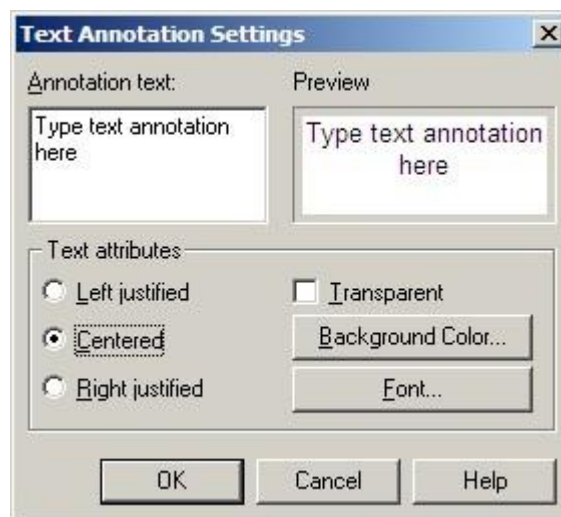 Text Annotation Settings
Annotation text:
Preview
Type text annotation
here
Type text annotation
here
Text attributes
Left justified
Transparent
Centered
Background Color...
Right justified
Font...
OK
Cancel
Help